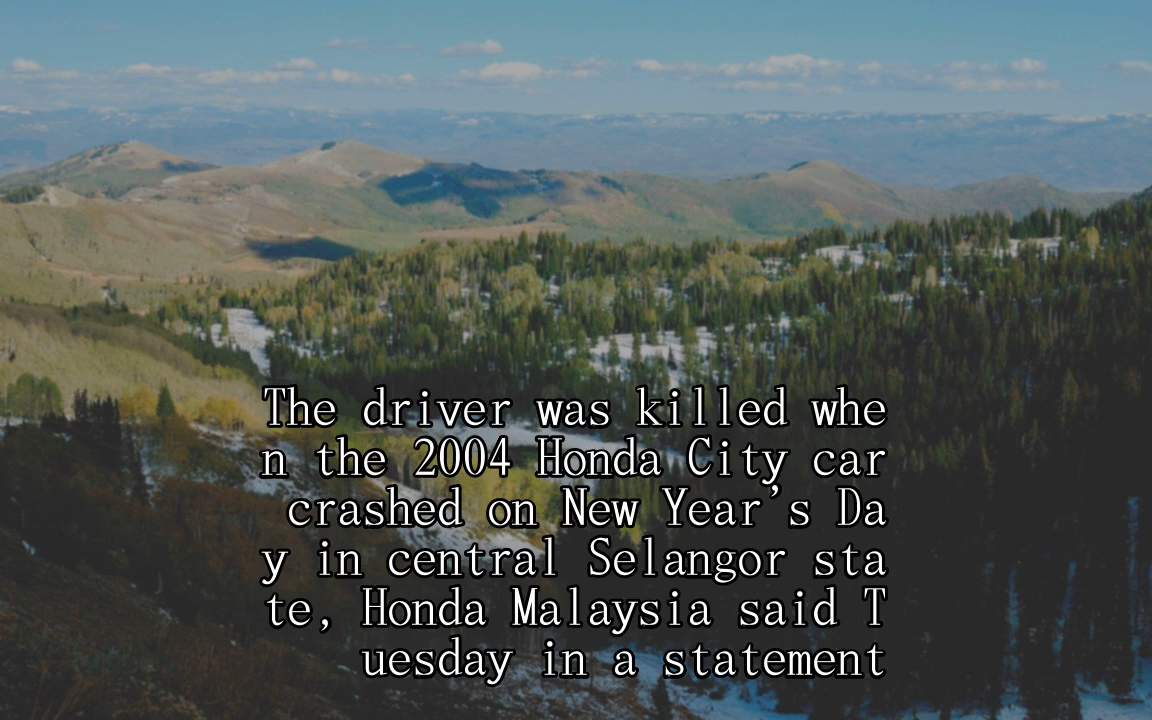 The driver was killed whe
n the 2004 Honda City car
crashed on New Year’s Da
y in central Selangor sta
te, Honda Malaysia said T
uesday in a statement